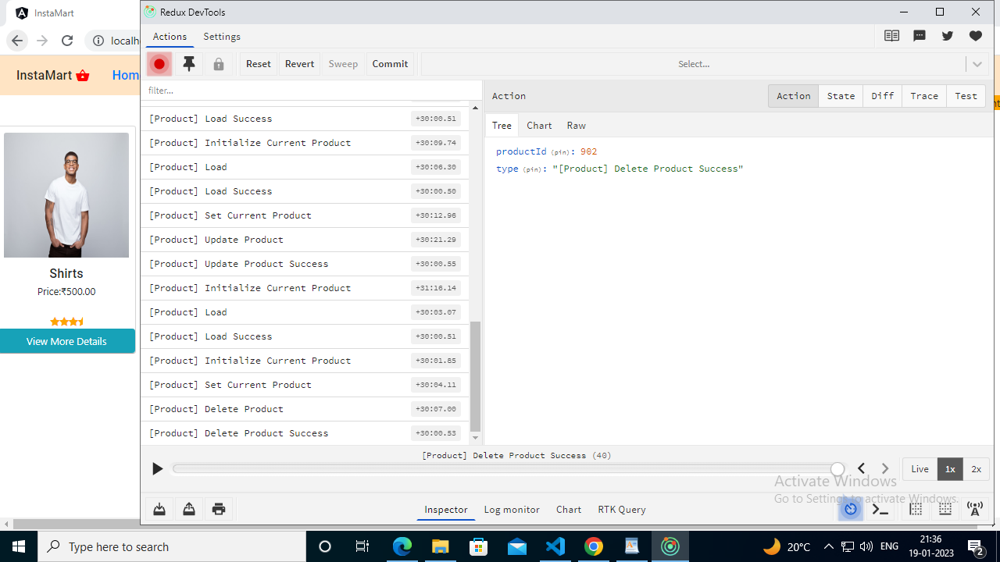 InstaMart
localh
InstaMart
Hom
Shirts
Price:₹500.00
View More Details
Redux DevTools
Actions
Settings
Reset
Revert
Sweep
Commit
Select...
filter...
[Product] Load Success +30:00.51
[Product] Initialize Current Product +30:09.74
[Product] Load +30:06.30
[Product] Load Success +30:00.50
[Product] Set Current Product +30:12.96
[Product] Update Product +30:21.29
[Product] Update Product Success +30:00.55
[Product] Initialize Current Product +31:16.14
[Product] Load +30:03.07
[Product] Load Success +30:00.51
[Product] Initialize Current Product +30:01.85
[Product] Set Current Product +30:04.11
[Product] Delete Product +30:07.00
[Product] Delete Product Success +30:00.53
Action
Action
State
Diff
Trace
Test
Tree
Chart
Raw
productId (pin): 902
type (pin): "[Product] Delete Product Success"
[Product] Delete Product Success (40)
Live
1x
2x
Activate Windows
Go to Settings to activate Windows.
Inspector
Log monitor
Chart
RTK Query
Type here to search
20°C
ENG
21:36
19-01-2023
2